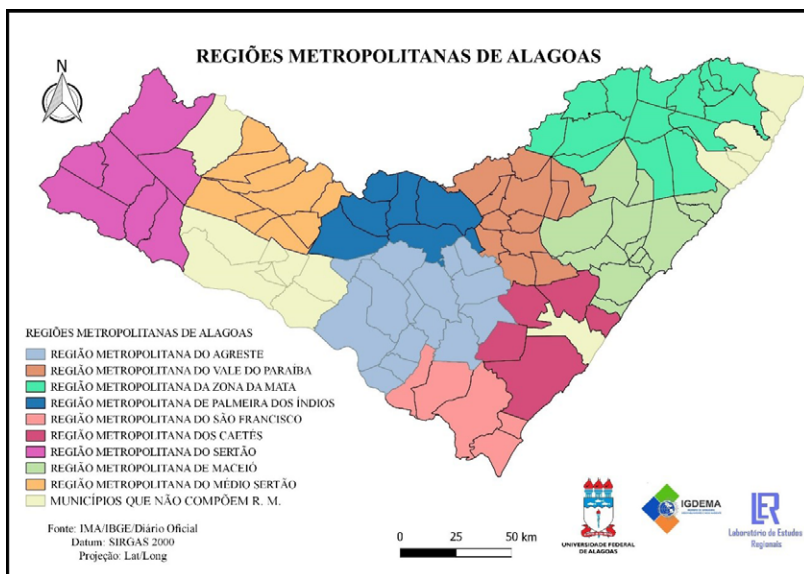 REGIÕES METROPOLITANAS DE ALAGOAS
N
REGIÕES METROPOLITANAS DE ALAGOAS
REGIÃO METROPOLITANA DO AGRESTE
REGIÃO METROPOLITANA DO VALE DO PARAÍBA
REGIÃO METROPOLITANA DA ZONA DA MATA
REGIÃO METROPOLITANA DE PALMEIRA DOS ÍNDIOS
REGIÃO METROPOLITANA DO SÃO FRANCISCO
REGIÃO METROPOLITANA DOS CAETÉS
REGIÃO METROPOLITANA DO SERTÃO
REGIÃO METROPOLITANA DE MACEIÓ
REGIÃO METROPOLITANA DO MÉDIO SERTÃO
MUNICÍPIOS QUE NÃO COMPÕEM R. M.
Fonte: IMA/IBGE/Diário Oficial
Datum: SIRGAS 2000
Projeção: Lat/Long
0 25 50 km
UNIVERSIDADE FEDERAL
DE ALAGOAS
IGDEMA
LER
Laboratório de Estudos
Regionais